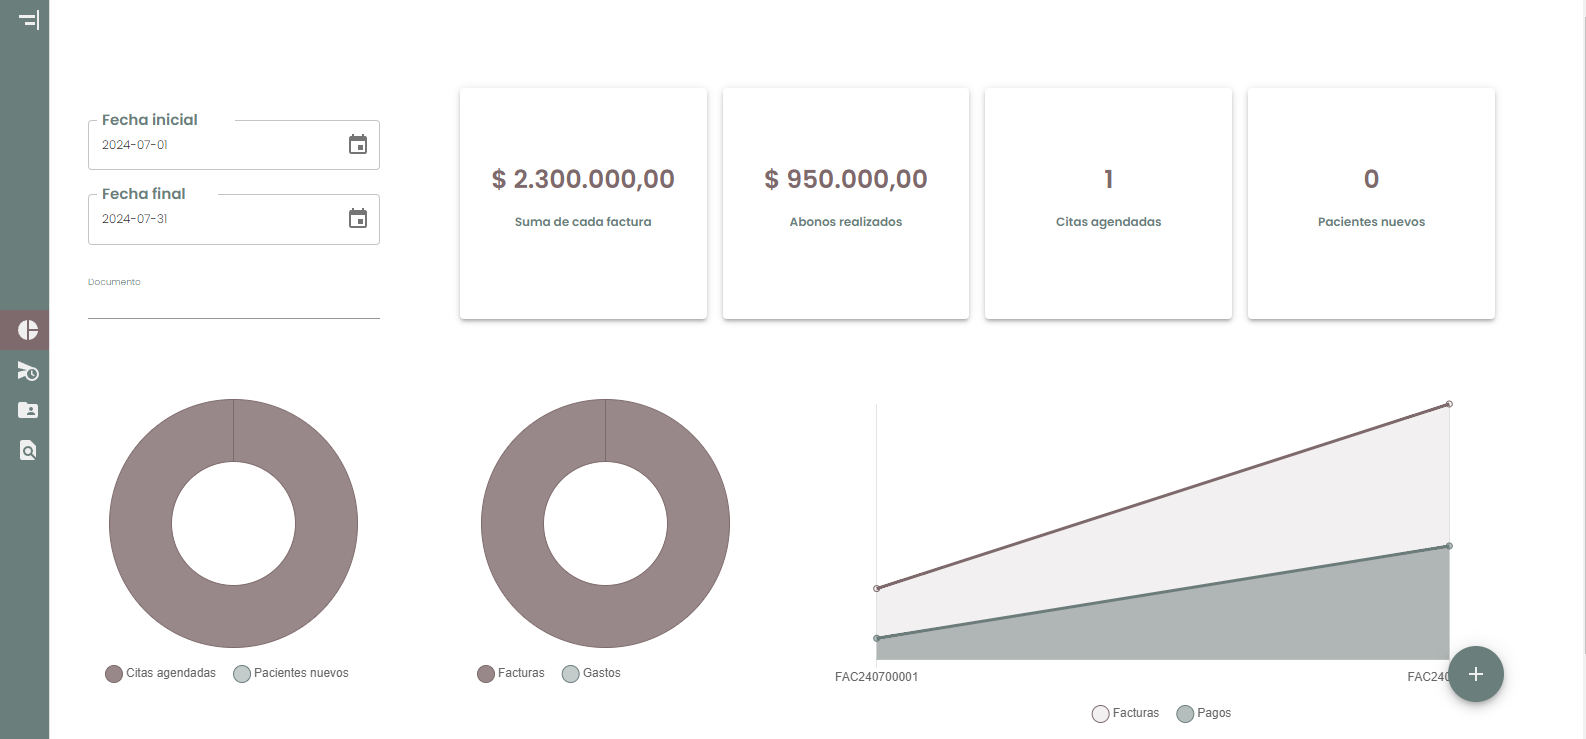 Fecha inicial
2024-07-01
Fecha final
2024-07-31
Documento
$ 2.300.000,00
Suma de cada factura
$ 950.000,00
Abonos realizados
1
Citas agendadas
0
Pacientes nuevos
Citas agendadas
Pacientes nuevos
Facturas
Gastos
FAC240700001
FAC240
Facturas
Pagos